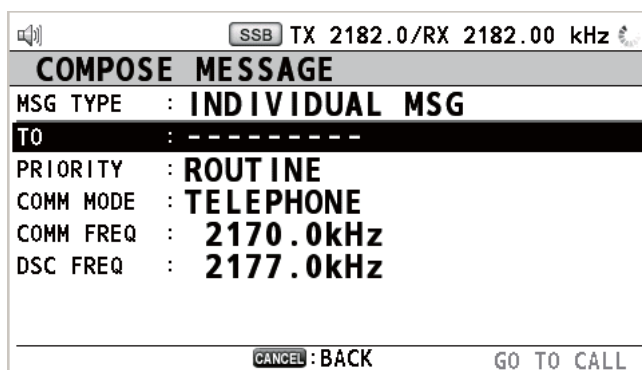 SSB TX 2182.0/RX 2182.00 kHz
COMPOSE MESSAGE
MSG TYPE : INDIVIDUAL MSG
TO : ---------
PRIORITY : ROUTINE
COMM MODE : TELEPHONE
COMM FREQ : 2170.0kHz
DSC FREQ : 2177.0kHz
CANCEL : BACK GO TO CALL